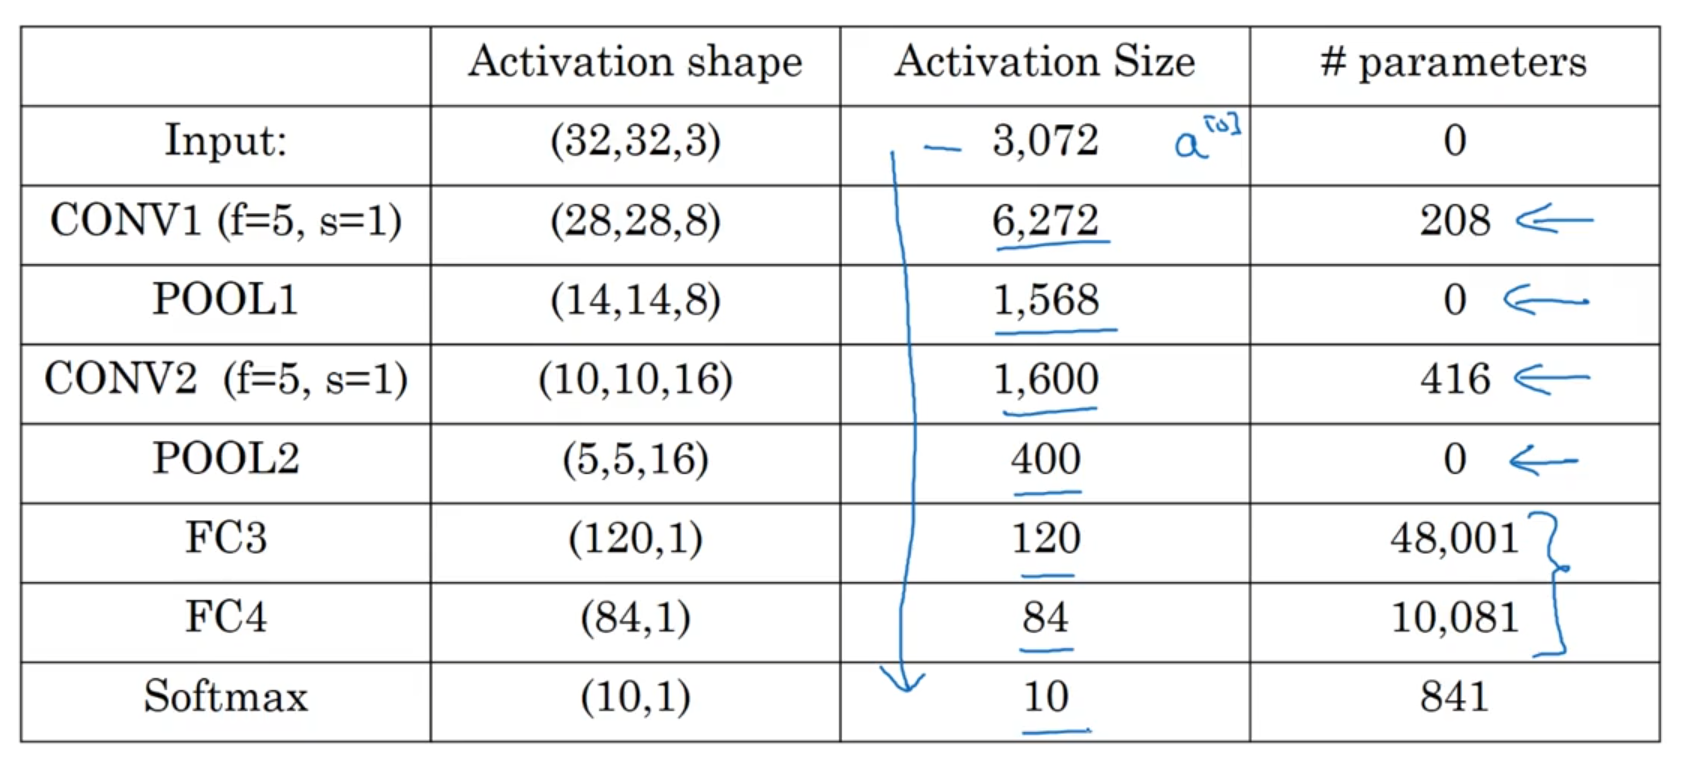 Activation shape Activation Size # parameters
Input: (32,32,3) 3,072 a^[0] 0
CONV1 (f=5, s=1) (28,28,8) 6,272 208
POOL1 (14,14,8) 1,568 0
CONV2 (f=5, s=1) (10,10,16) 1,600 416
POOL2 (5,5,16) 400 0
FC3 (120,1) 120 48,001
FC4 (84,1) 84 10,081
Softmax (10,1) 10 841